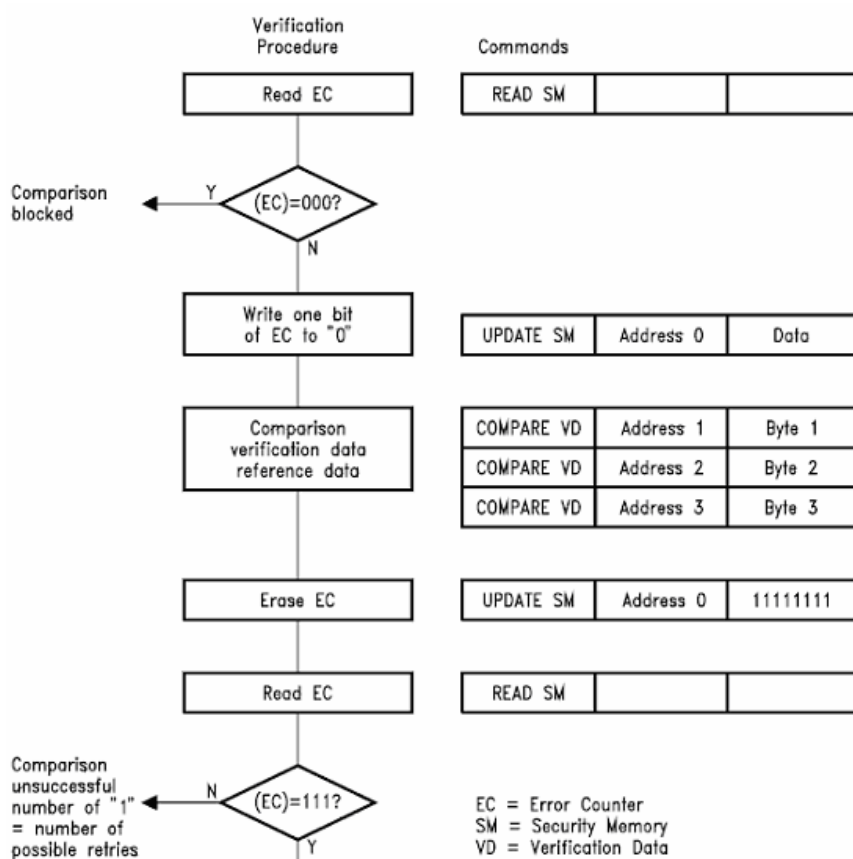 Verification
Procedure
Commands
Read EC
READ SM
Comparison
blocked
Y
(EC)=000?
N
Write one bit
of EC to "0"
UPDATE SM
Address 0
Data
Comparison
verification data
reference data
COMPARE VD
Address 1
Byte 1
COMPARE VD
Address 2
Byte 2
COMPARE VD
Address 3
Byte 3
Erase EC
UPDATE SM
Address 0
11111111
Read EC
READ SM
Comparison
unsuccessful
number of "1"
= number of
possible retries
N
(EC)=111?
Y
EC = Error Counter
SM = Security Memory
VD = Verification Data